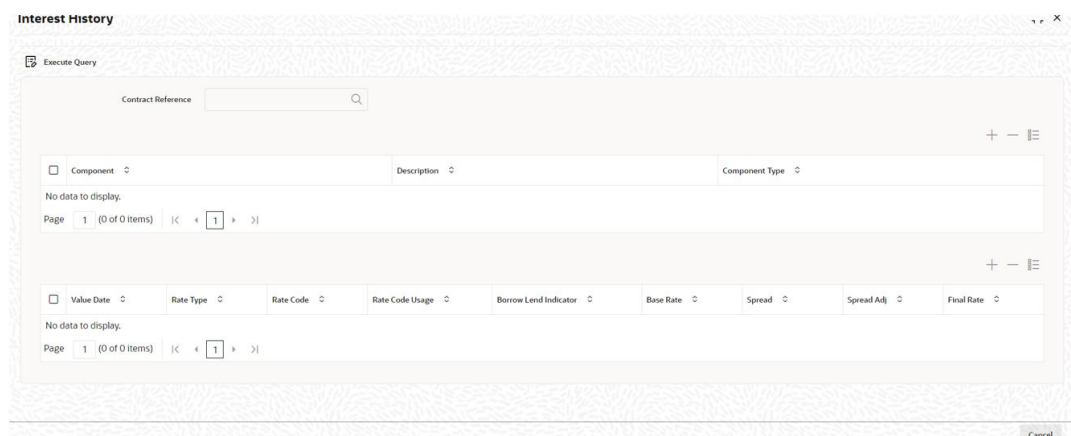 Interest History
Execute Query
Contract Reference
Component Description Component Type
No data to display.
Page 1 (0 of 0 items) 1
Value Date Rate Type Rate Code Rate Code Usage Borrow Lend Indicator Base Rate Spread Spread Adj Final Rate
No data to display.
Page 1 (0 of 0 items) 1
Cancel